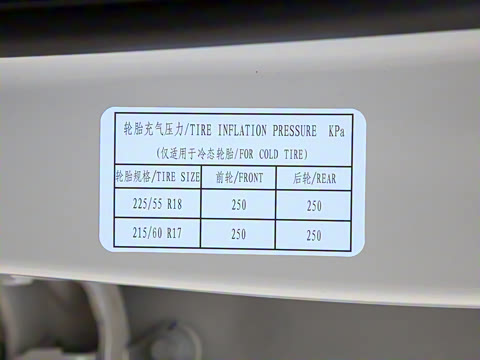 轮胎充气压力/TIRE INFLATION PRESSURE KPa
(仅适用于冷态轮胎/FOR COLD TIRE)
轮胎规格/TIRE SIZE 前轮/FRONT 后轮/REAR
225/55 R18 250 250
215/60 R17 250 250